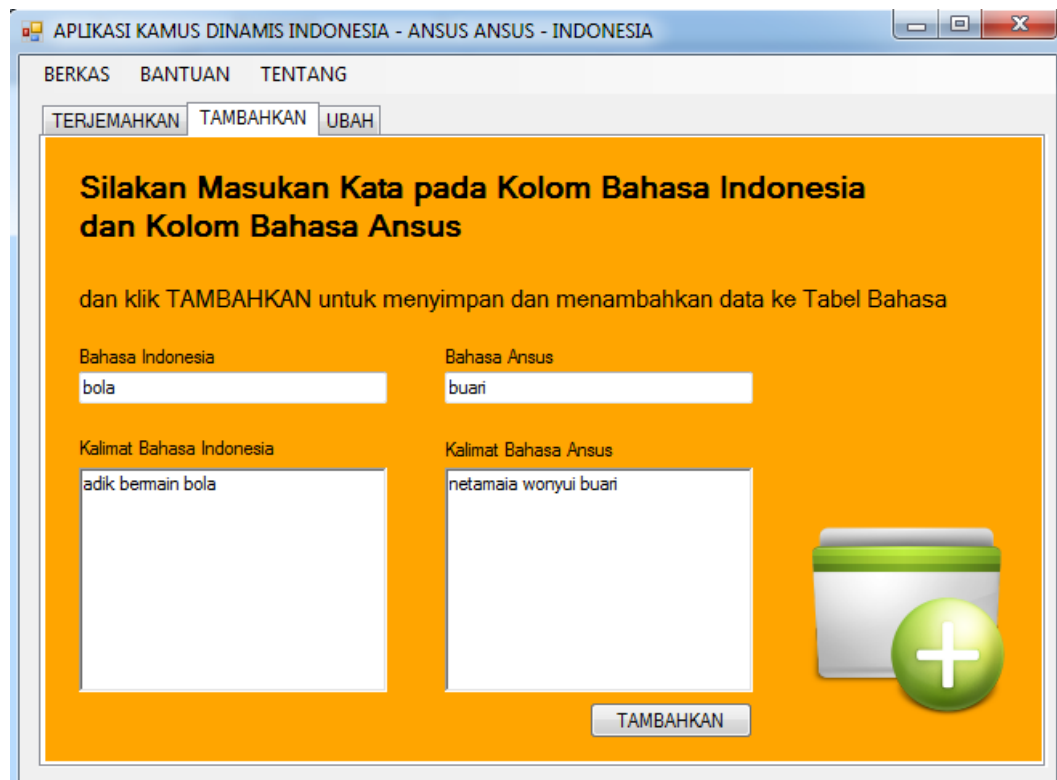 APLIKASI KAMUS DINAMIS INDONESIA - ANSUS ANSUS - INDONESIA
BERKAS BANTUAN TENTANG
TERJEMAHKAN TAMBAHKAN UBAH
Silakan Masukan Kata pada Kolom Bahasa Indonesia
dan Kolom Bahasa Ansus
dan klik TAMBAHKAN untuk menyimpan dan menambahkan data ke Tabel Bahasa
Bahasa Indonesia Bahasa Ansus
bola buari
Kalimat Bahasa Indonesia Kalimat Bahasa Ansus
adik bermain bola netamaia wonyui buari
TAMBAHKAN